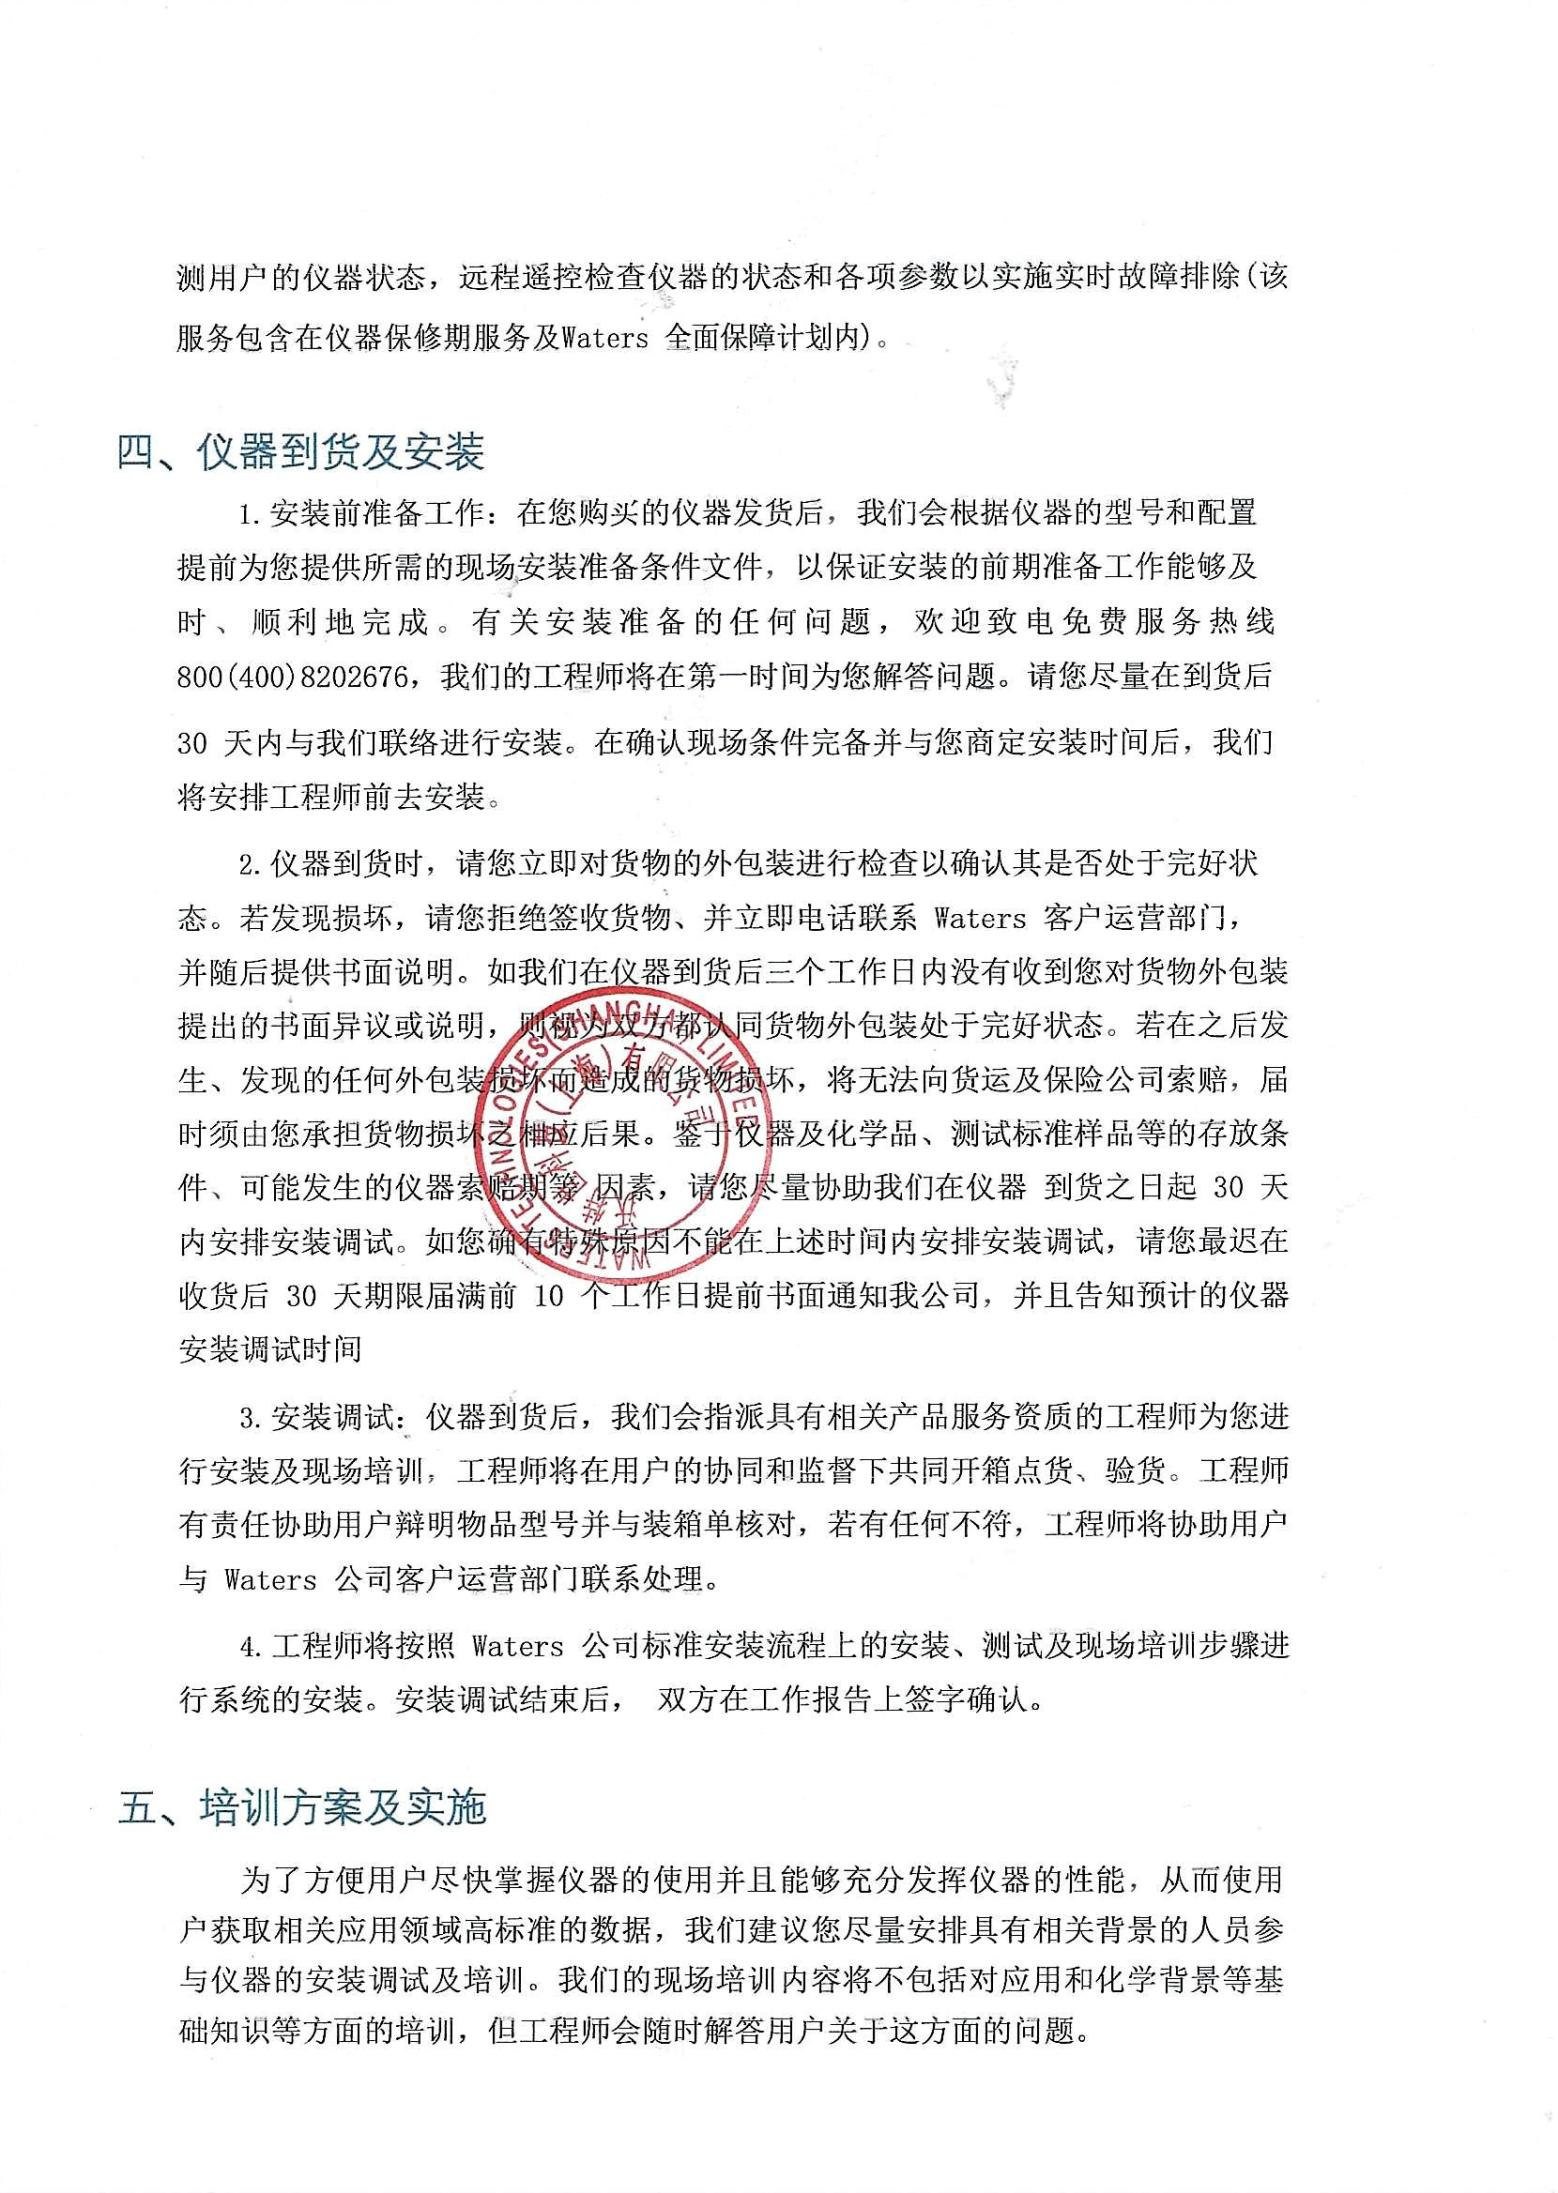 测用户的仪器状态，远程遥控检查仪器的状态和各项参数以实施实时故障排除(该
服务包含在仪器保修期服务及Waters 全面保障计划内)。
四、仪器到货及安装
1.安装前准备工作：在您购买的仪器发货后，我们会根据仪器的型号和配置
提前为您提供所需的现场安装准备条件文件，以保证安装的前期准备工作能够及
时、顺利地完成。有关安装准备的任何问题，欢迎致电免费服务热线
800(400)8202676，我们的工程师将在第一时间为您解答问题。请您尽量在到货后
30 天内与我们联络进行安装。在确认现场条件完备并与您商定安装时间后，我们
将安排工程师前去安装。
2.仪器到货时，请您立即对货物的外包装进行检查以确认其是否处于完好状
态。若发现损坏，请您拒绝签收货物、并立即电话联系 Waters 客户运营部门，
并随后提供书面说明。如我们在仪器到货后三个工作日内没有收到您对货物外包装
提出的书面异议或说明，则视为双方都认同货物外包装处于完好状态。若在之后发
生、发现的任何外包装损坏而造成的货物损坏，将无法向货运及保险公司索赔，届
时须由您承担货物损坏之相应后果。鉴于仪器及化学品、测试标准样品等的存放条
件、可能发生的仪器索赔期等 因素，请您尽量协助我们在仪器 到货之日起 30 天
内安排安装调试。如您确有特殊原因不能在上述时间内安排安装调试，请您最迟在
收货后 30 天期限届满前 10 个工作日提前书面通知我公司，并且告知预计的仪器
安装调试时间
3.安装调试：仪器到货后，我们会指派具有相关产品服务资质的工程师为您进
行安装及现场培训，工程师将在用户的协同和监督下共同开箱点货、验货。工程师
有责任协助用户辩明物品型号并与装箱单核对，若有任何不符，工程师将协助用户
与 Waters 公司客户运营部门联系处理。
4.工程师将按照 Waters 公司标准安装流程上的安装、测试及现场培训步骤进
行系统的安装。安装调试结束后， 双方在工作报告上签字确认。
五、培训方案及实施
为了方便用户尽快掌握仪器的使用并且能够充分发挥仪器的性能，从而使用
户获取相关应用领域高标准的数据，我们建议您尽量安排具有相关背景的人员参
与仪器的安装调试及培训。我们的现场培训内容将不包括对应用和化学背景等基
础知识等方面的培训，但工程师会随时解答用户关于这方面的问题。
WATERS TECHNOLOGIES(SHANGHAI) LIMITED
沃特世科技(上海)有限公司